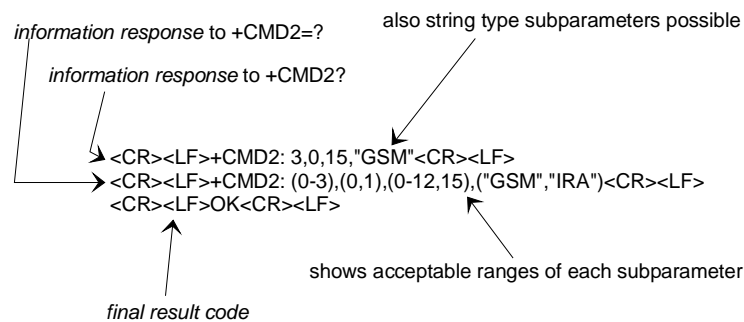 also string type subparameters possible
information response to +CMD2=?
information response to +CMD2?
<CR><LF>+CMD2: 3,0,15,"GSM"<CR><LF>
<CR><LF>+CMD2: (0-3),(0,1),(0-12,15),("GSM","IRA")<CR><LF>
<CR><LF>OK<CR><LF>
shows acceptable ranges of each subparameter
final result code